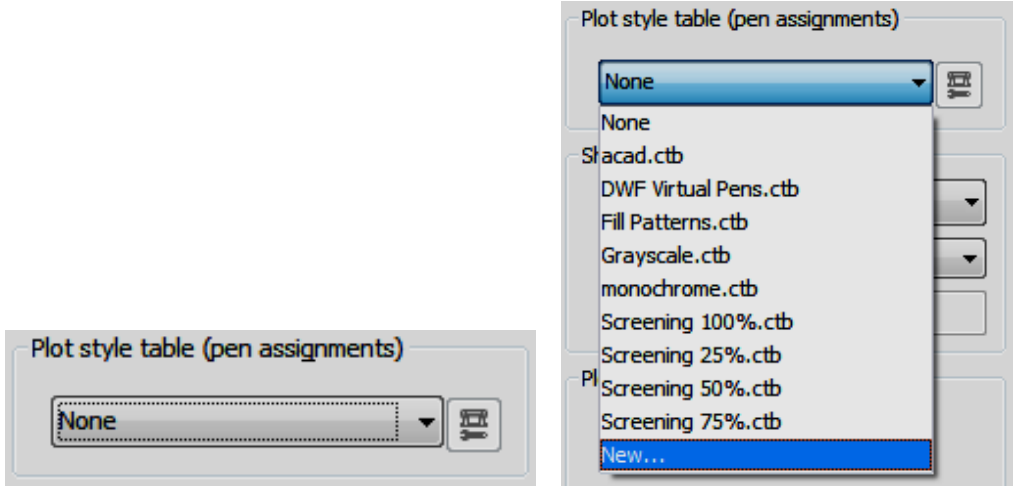 Plot style table (pen assignments)
None
Plot style table (pen assignments)
None
None
Sh
acad.ctb
DWF Virtual Pens.ctb
Fill Patterns.ctb
Grayscale.ctb
monochrome.ctb
Screening 100%.ctb
Screening 25%.ctb
Screening 50%.ctb
Pl
Screening 75%.ctb
New...